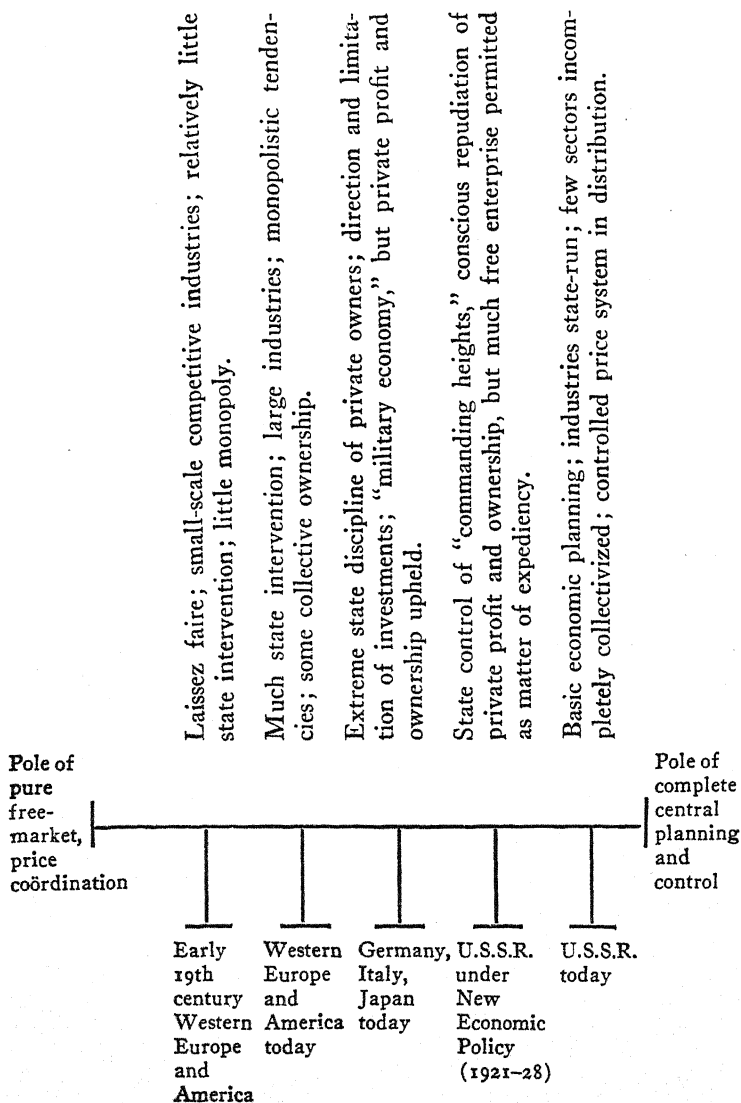 Laissez faire; small-scale competitive industries; relatively little
state intervention; little monopoly.
Much state intervention; large industries; monopolistic tenden-
cies; some collective ownership.
Extreme state discipline of private owners; direction and limita-
tion of investments; “military economy,” but private profit and
ownership upheld.
State control of “commanding heights,” conscious repudiation of
private profit and ownership, but much free enterprise permitted
as matter of expediency.
Basic economic planning; industries state-run; few sectors incom-
pletely collectivized; controlled price system in distribution.
Pole of
pure
free-
market,
price
coördination
Pole of
complete
central
planning
and
control
Early
19th
century
Western
Europe
and
America
Western
Europe
and
America
today
Germany,
Italy,
Japan
today
U.S.S.R.
under
New
Economic
Policy
(1921–28)
U.S.S.R.
today